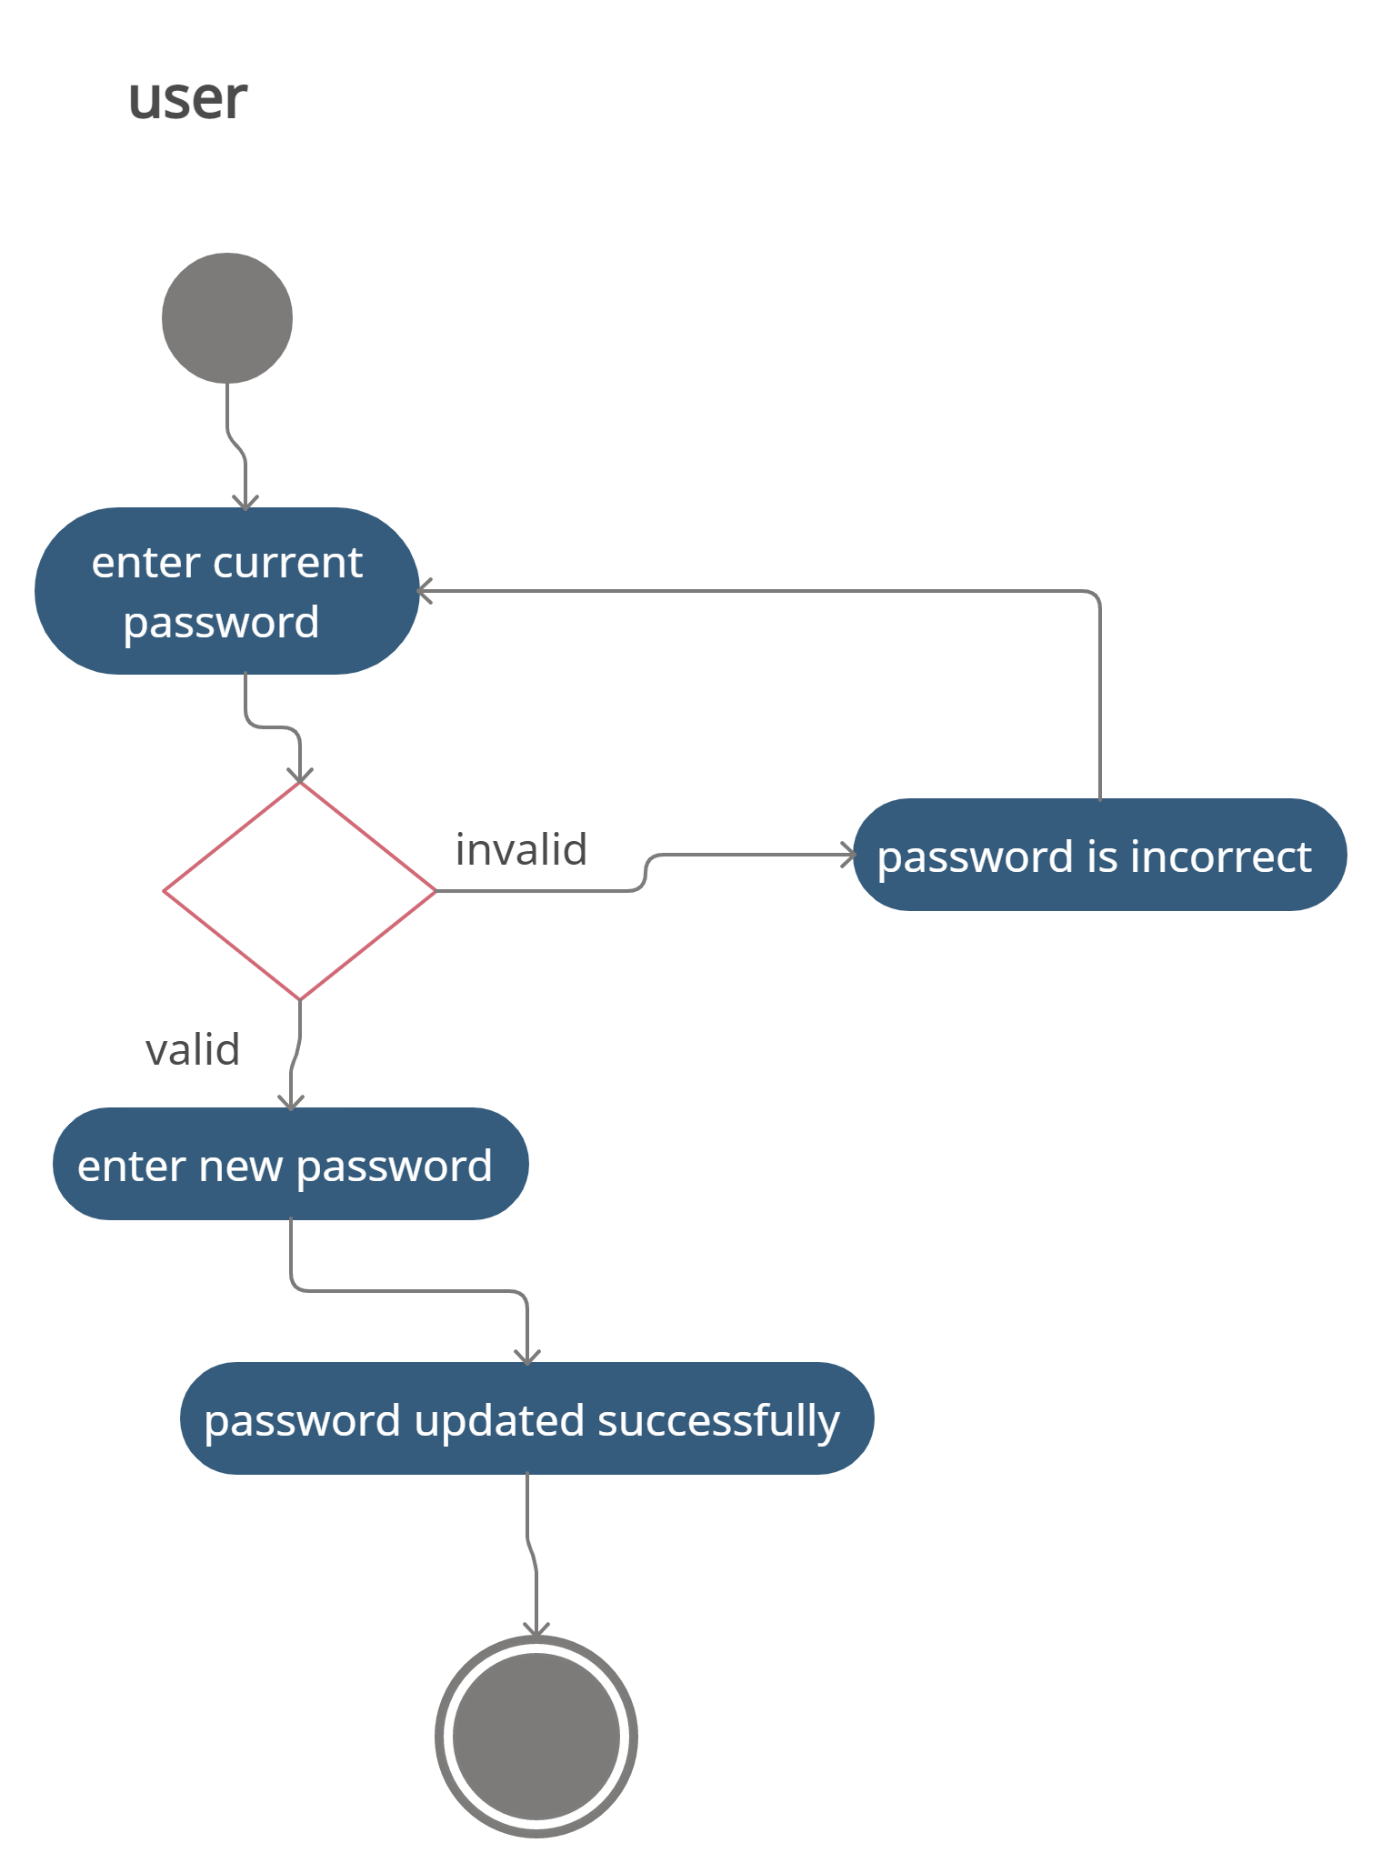 user
enter current
password
invalid
password is incorrect
valid
enter new password
password updated successfully